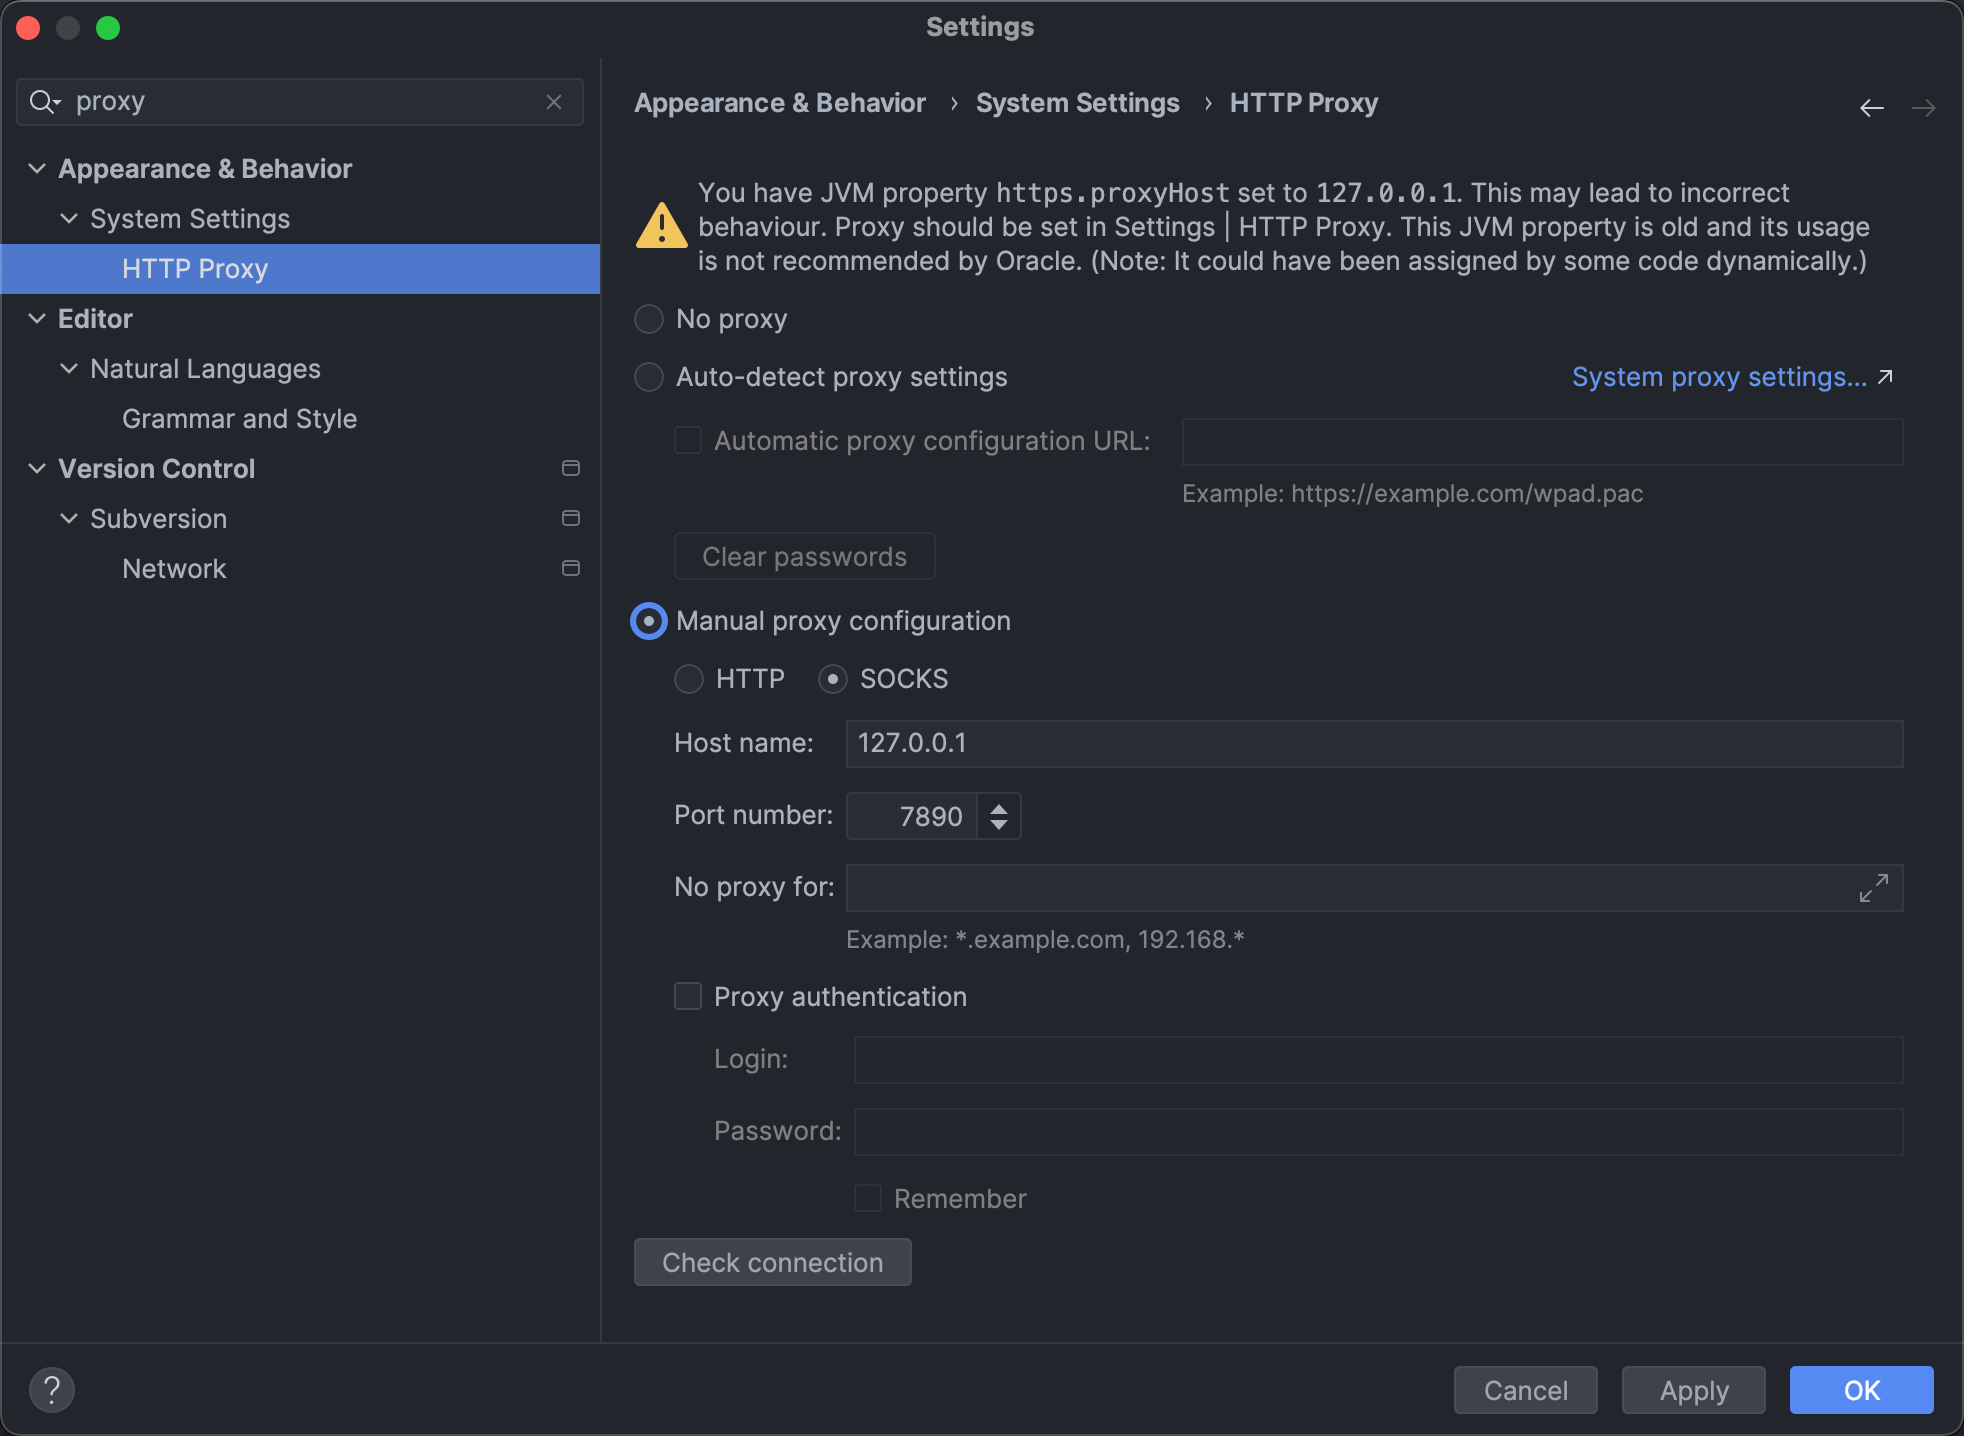 Settings
proxy
Appearance & Behavior
System Settings
HTTP Proxy
Editor
Natural Languages
Grammar and Style
Version Control
Subversion
Network
Appearance & Behavior › System Settings › HTTP Proxy
You have JVM property https.proxyHost set to 127.0.0.1. This may lead to incorrect
behaviour. Proxy should be set in Settings | HTTP Proxy. This JVM property is old and its usage
is not recommended by Oracle. (Note: It could have been assigned by some code dynamically.)
No proxy
Auto-detect proxy settings System proxy settings...
Automatic proxy configuration URL:
Example: https://example.com/wpad.pac
Clear passwords
Manual proxy configuration
HTTP SOCKS
Host name: 127.0.0.1
Port number: 7890
No proxy for:
Example: *.example.com, 192.168.*
Proxy authentication
Login:
Password:
Remember
Check connection
? Cancel Apply OK